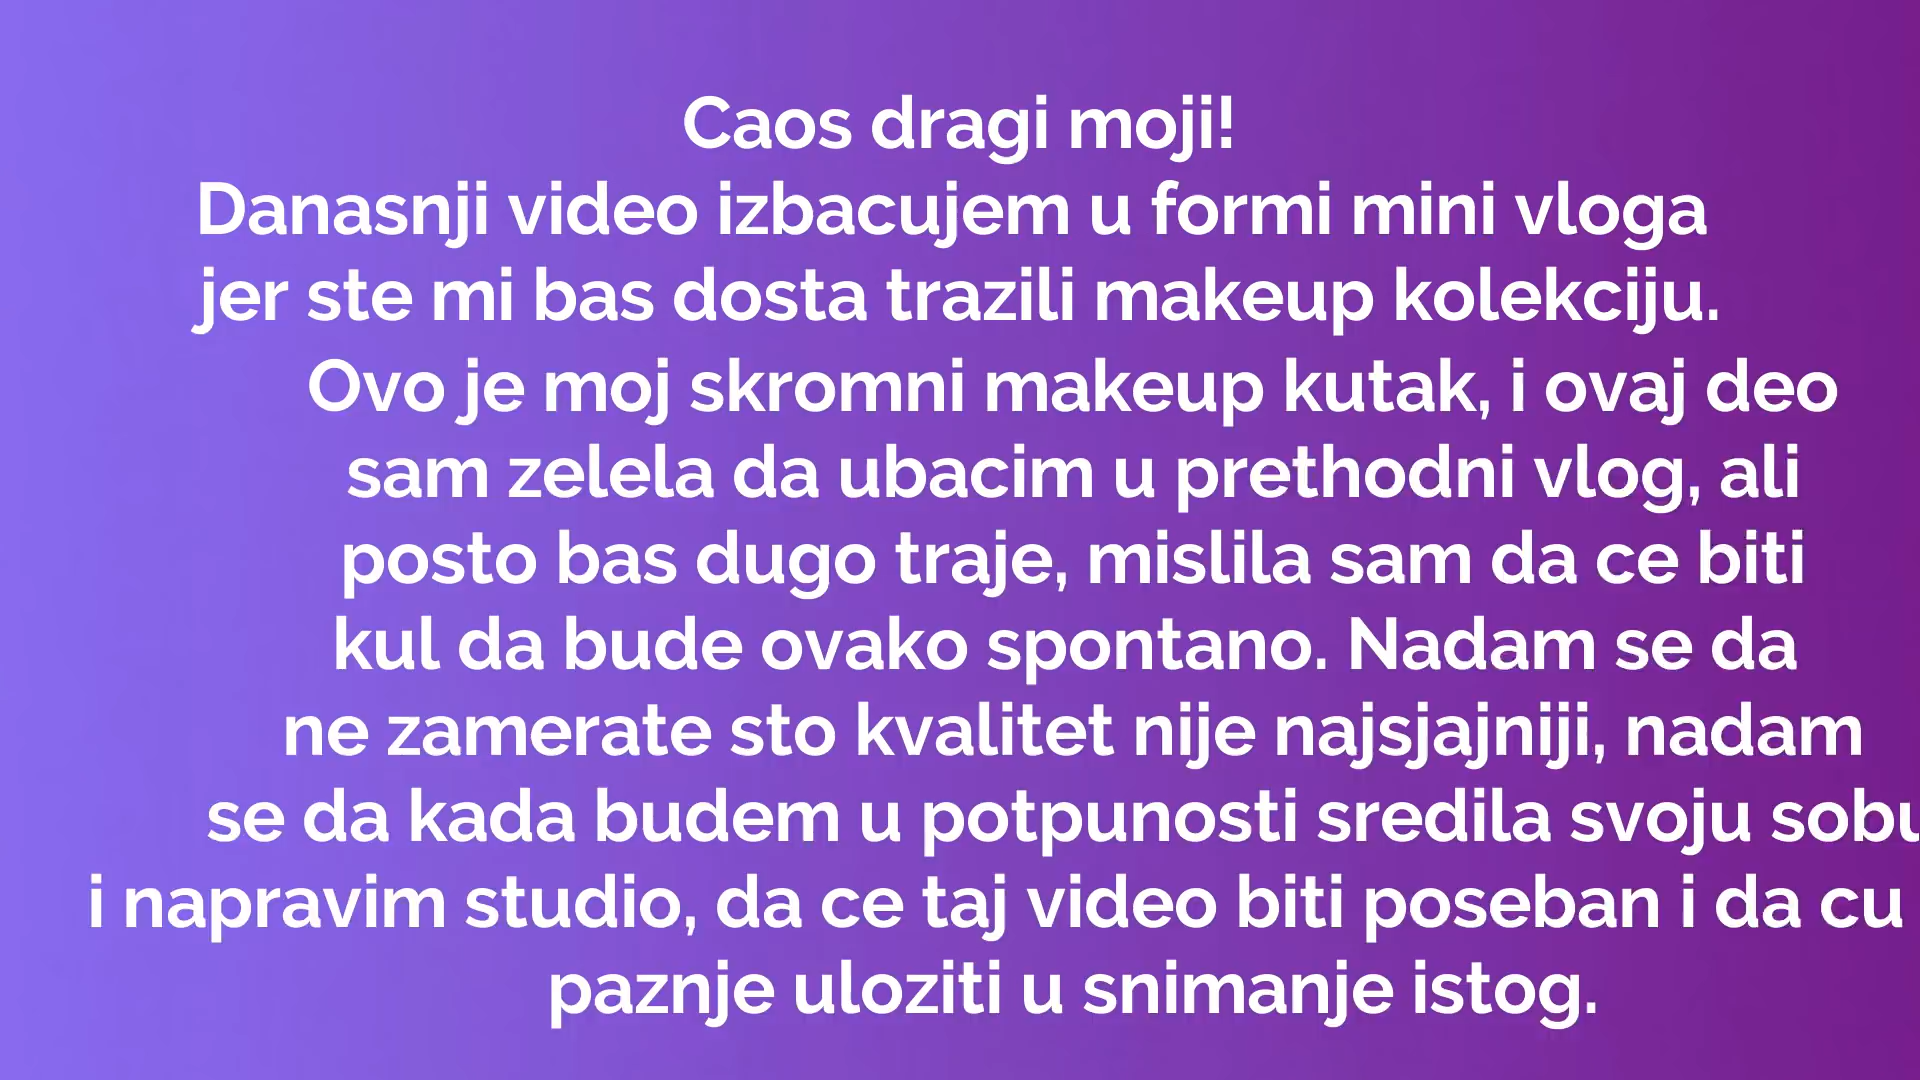 Caos dragi moji!
Danasnji video izbacujem u formi mini vloga
jer ste mi bas dosta trazili makeup kolekciju.
Ovo je moj skromni makeup kutak, i ovaj deo
sam zelela da ubacim u prethodni vlog, ali
posto bas dugo traje, mislila sam da ce biti
kul da bude ovako spontano. Nadam se da
ne zamerate sto kvalitet nije najsjajniji, nadam
se da kada budem u potpunosti sredila svoju sobu
i napravim studio, da ce taj video biti poseban i da cu
paznje uloziti u snimanje istog.